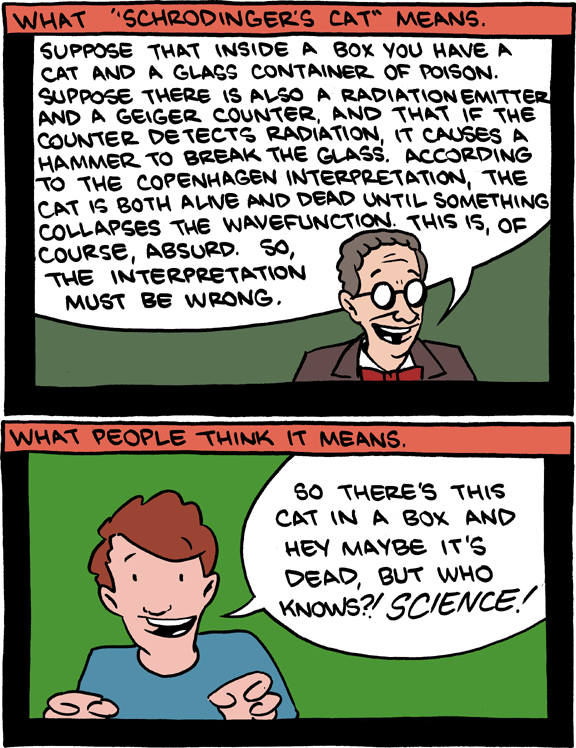 WHAT "SCHRODINGER'S CAT" MEANS.
SUPPOSE THAT INSIDE A BOX YOU HAVE A
CAT AND A GLASS CONTAINER OF POISON.
SUPPOSE THERE IS ALSO A RADIATION EMITTER
AND A GEIGER COUNTER, AND THAT IF THE
COUNTER DETECTS RADIATION, IT CAUSES A
HAMMER TO BREAK THE GLASS. ACCORDING
TO THE COPENHAGEN INTERPRETATION, THE
CAT IS BOTH ALIVE AND DEAD UNTIL SOMETHING
COLLAPSES THE WAVEFUNCTION. THIS IS, OF
COURSE, ABSURD. SO,
THE INTERPRETATION
MUST BE WRONG.
WHAT PEOPLE THINK IT MEANS.
SO THERE'S THIS
CAT IN A BOX AND
HEY MAYBE IT'S
DEAD, BUT WHO
KNOWS?! SCIENCE!